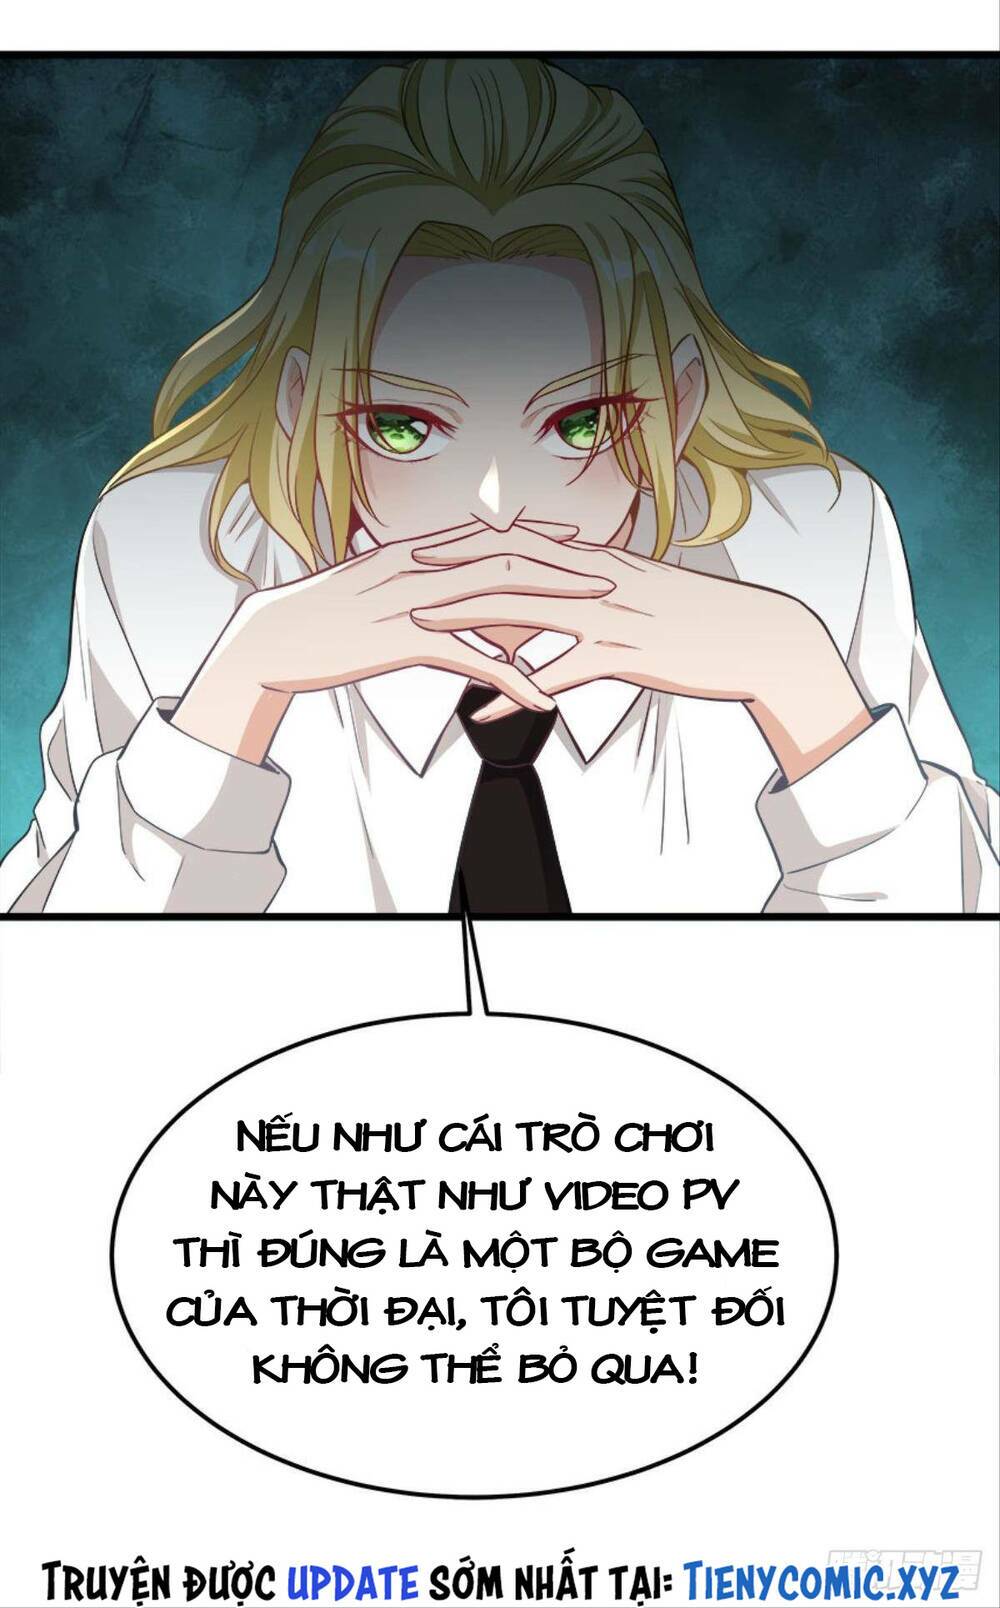 NẾU NHƯ CÁI TRÒ CHƠI
NÀY THẬT NHƯ VIDEO PV
THÌ ĐÚNG LÀ MỘT BỘ GAME
CỦA THỜI ĐẠI, TÔI TUYỆT ĐỐI
KHÔNG THỂ BỎ QUA!
TRUYỆN ĐƯỢC UPDATE SỚM NHẤT TẠI: TIENYCOMIC.XYZ